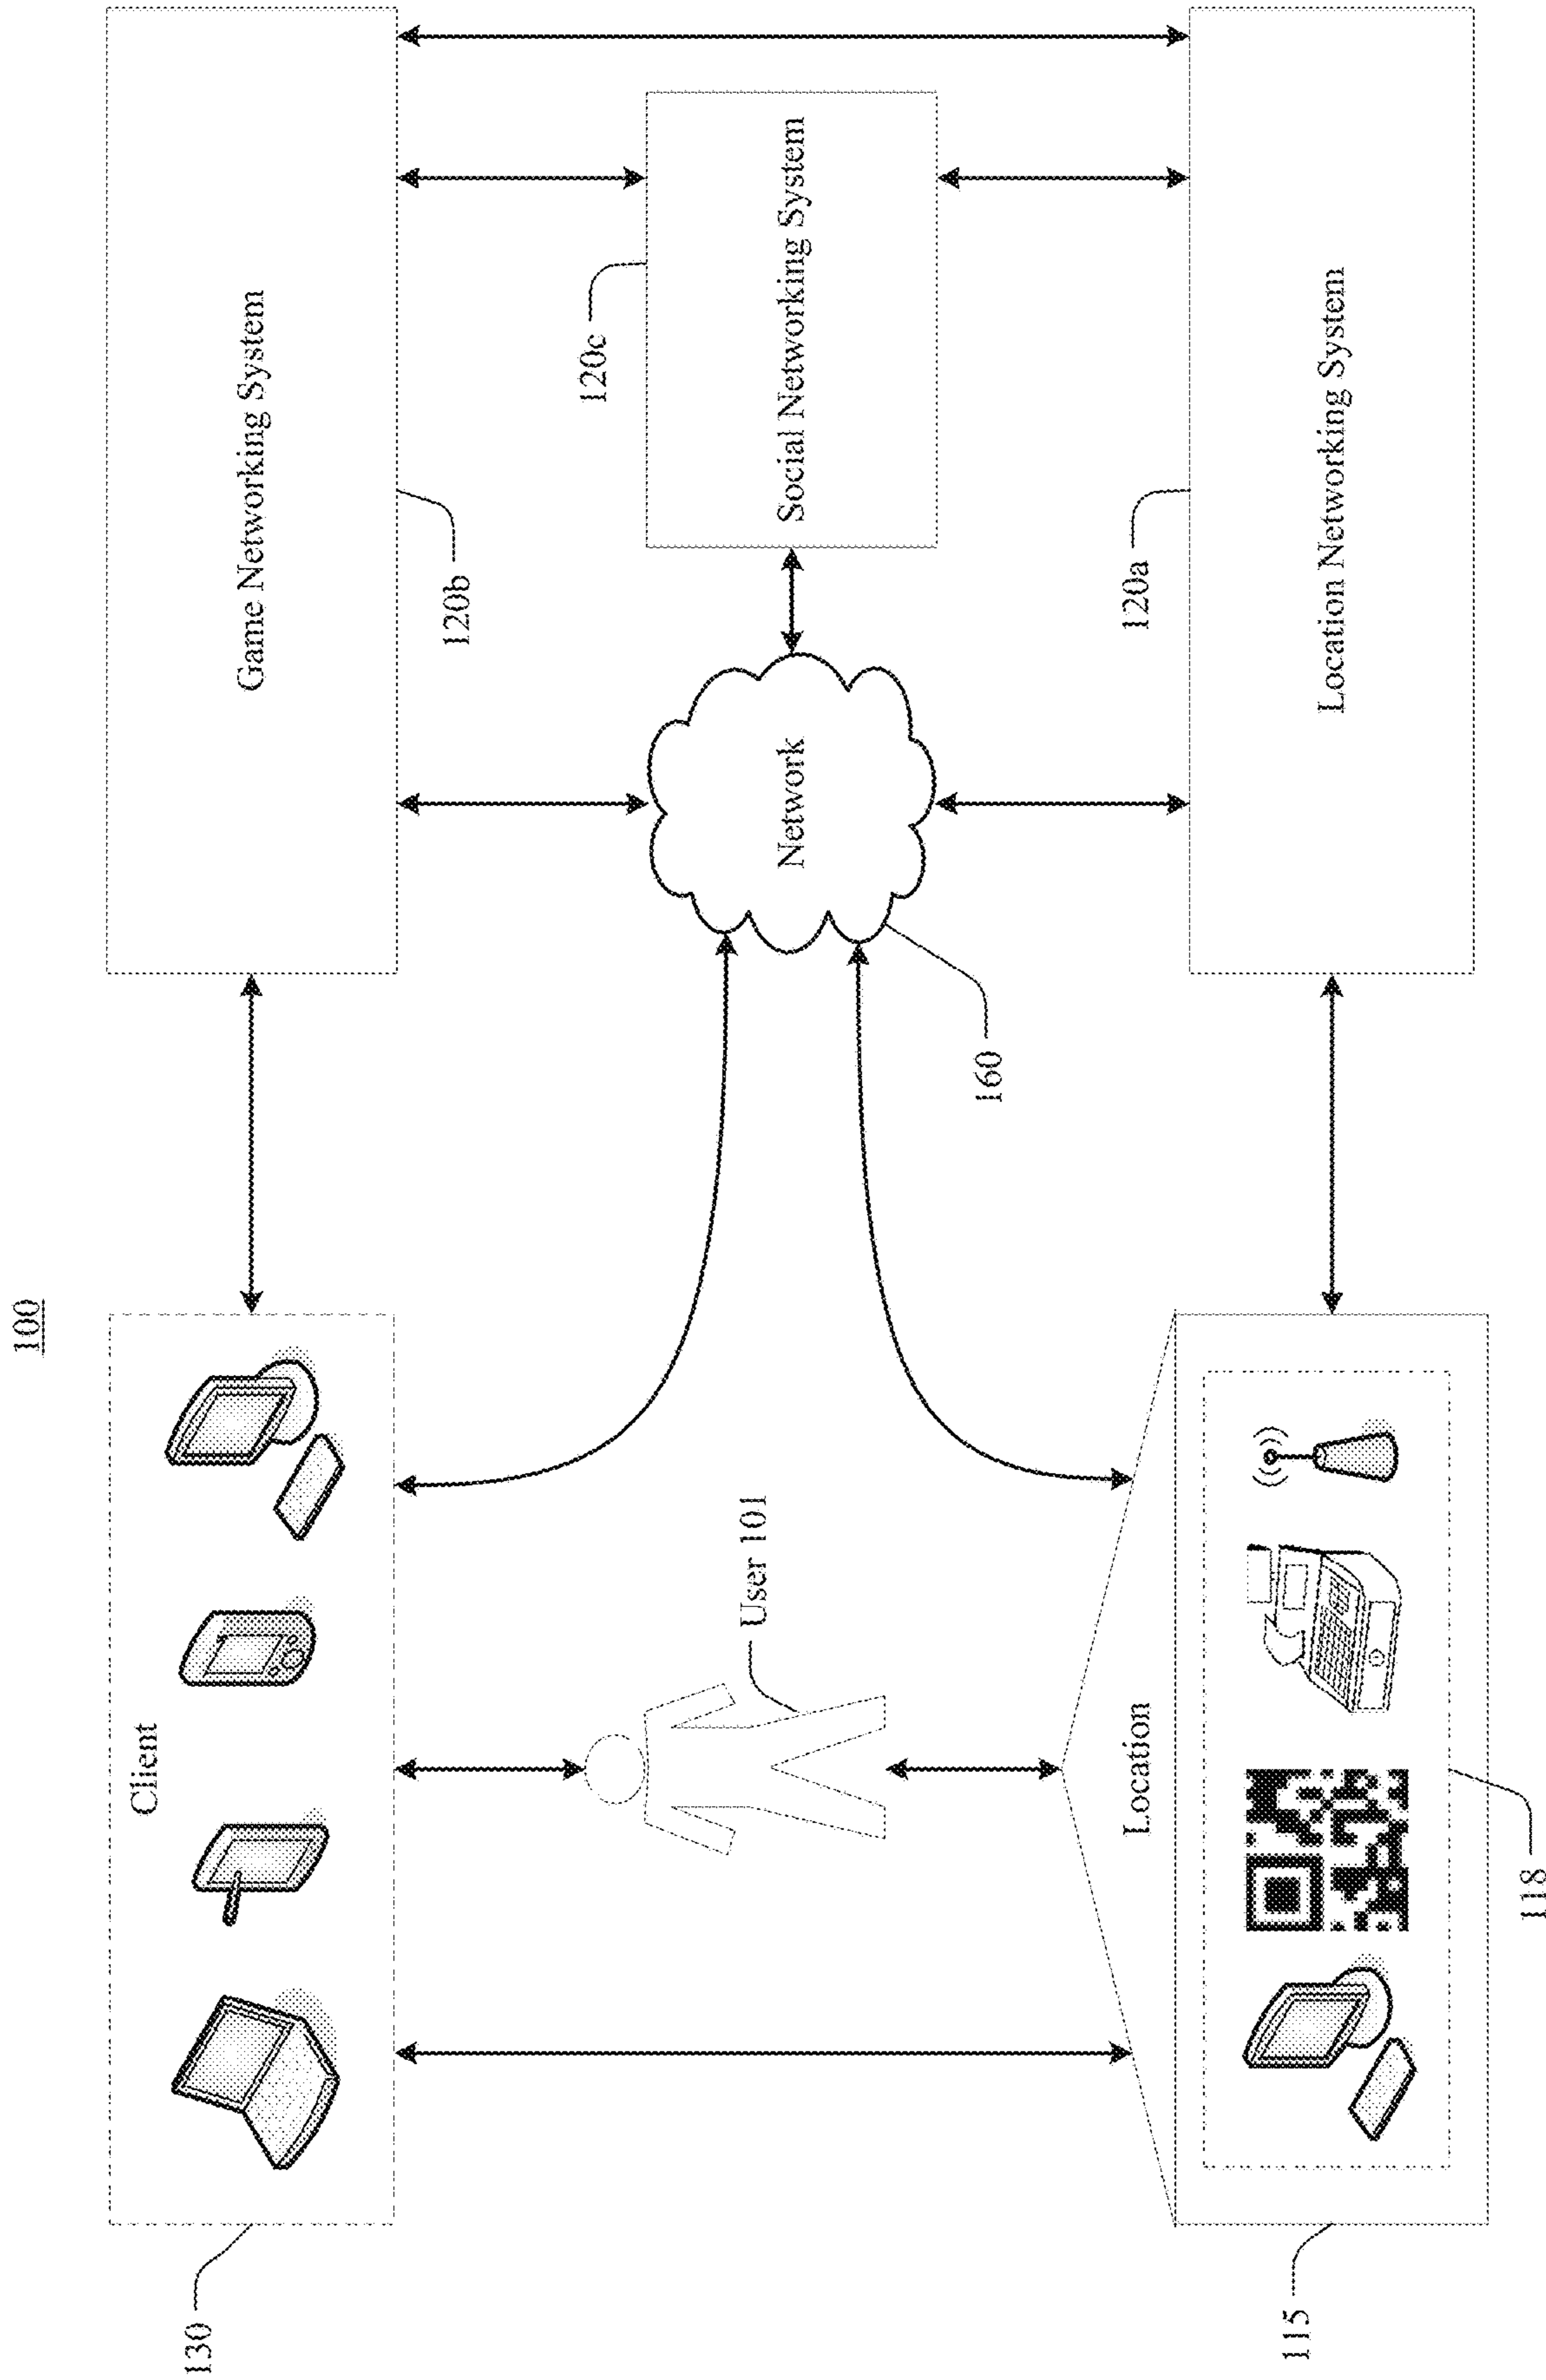 100
130
Client
Game Networking System
120b
User 101
Network
160
120c
Social Networking System
120a
Location
118
115
Location Networking System